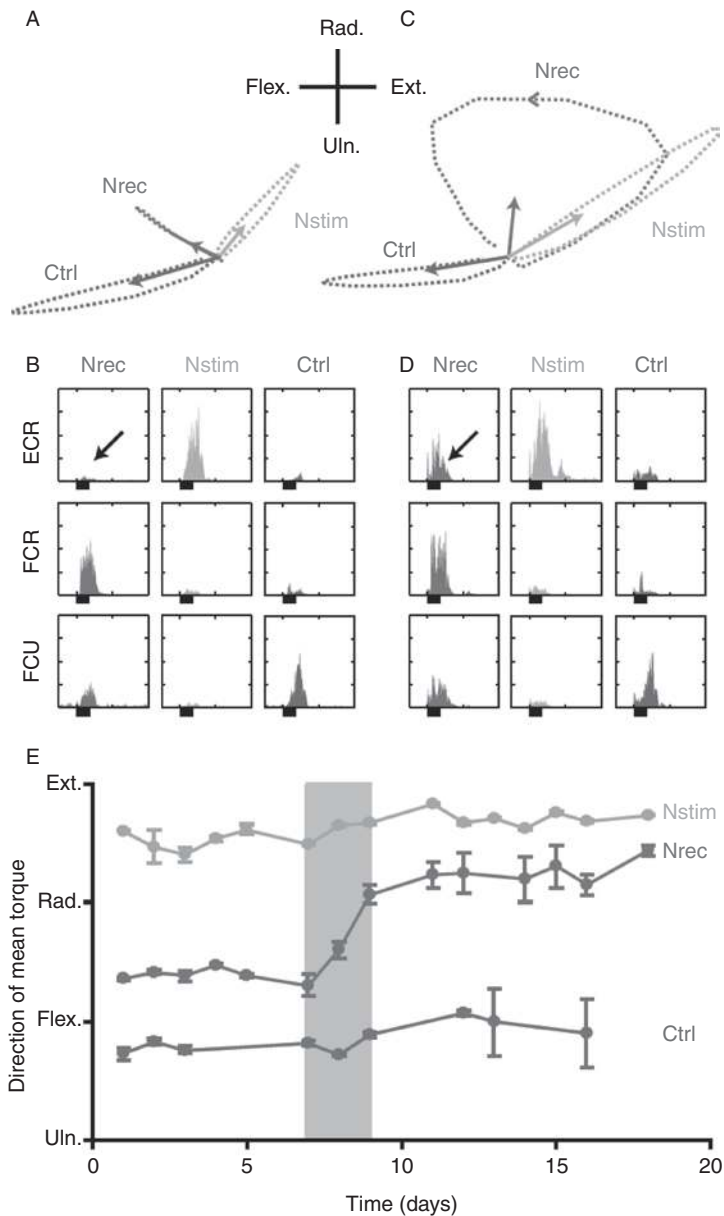 A
C
Rad.
Flex.
Ext.
Uln.
Nrec
Nstim
Ctrl
Nrec
Nstim
Ctrl
B
Nrec
Nstim
Ctrl
D
Nrec
Nstim
Ctrl
ECR
FCR
FCU
E
Direction of mean torque
Ext.
Rad.
Flex.
Uln.
Nstim
Nrec
Ctrl
0
5
10
15
20
Time (days)